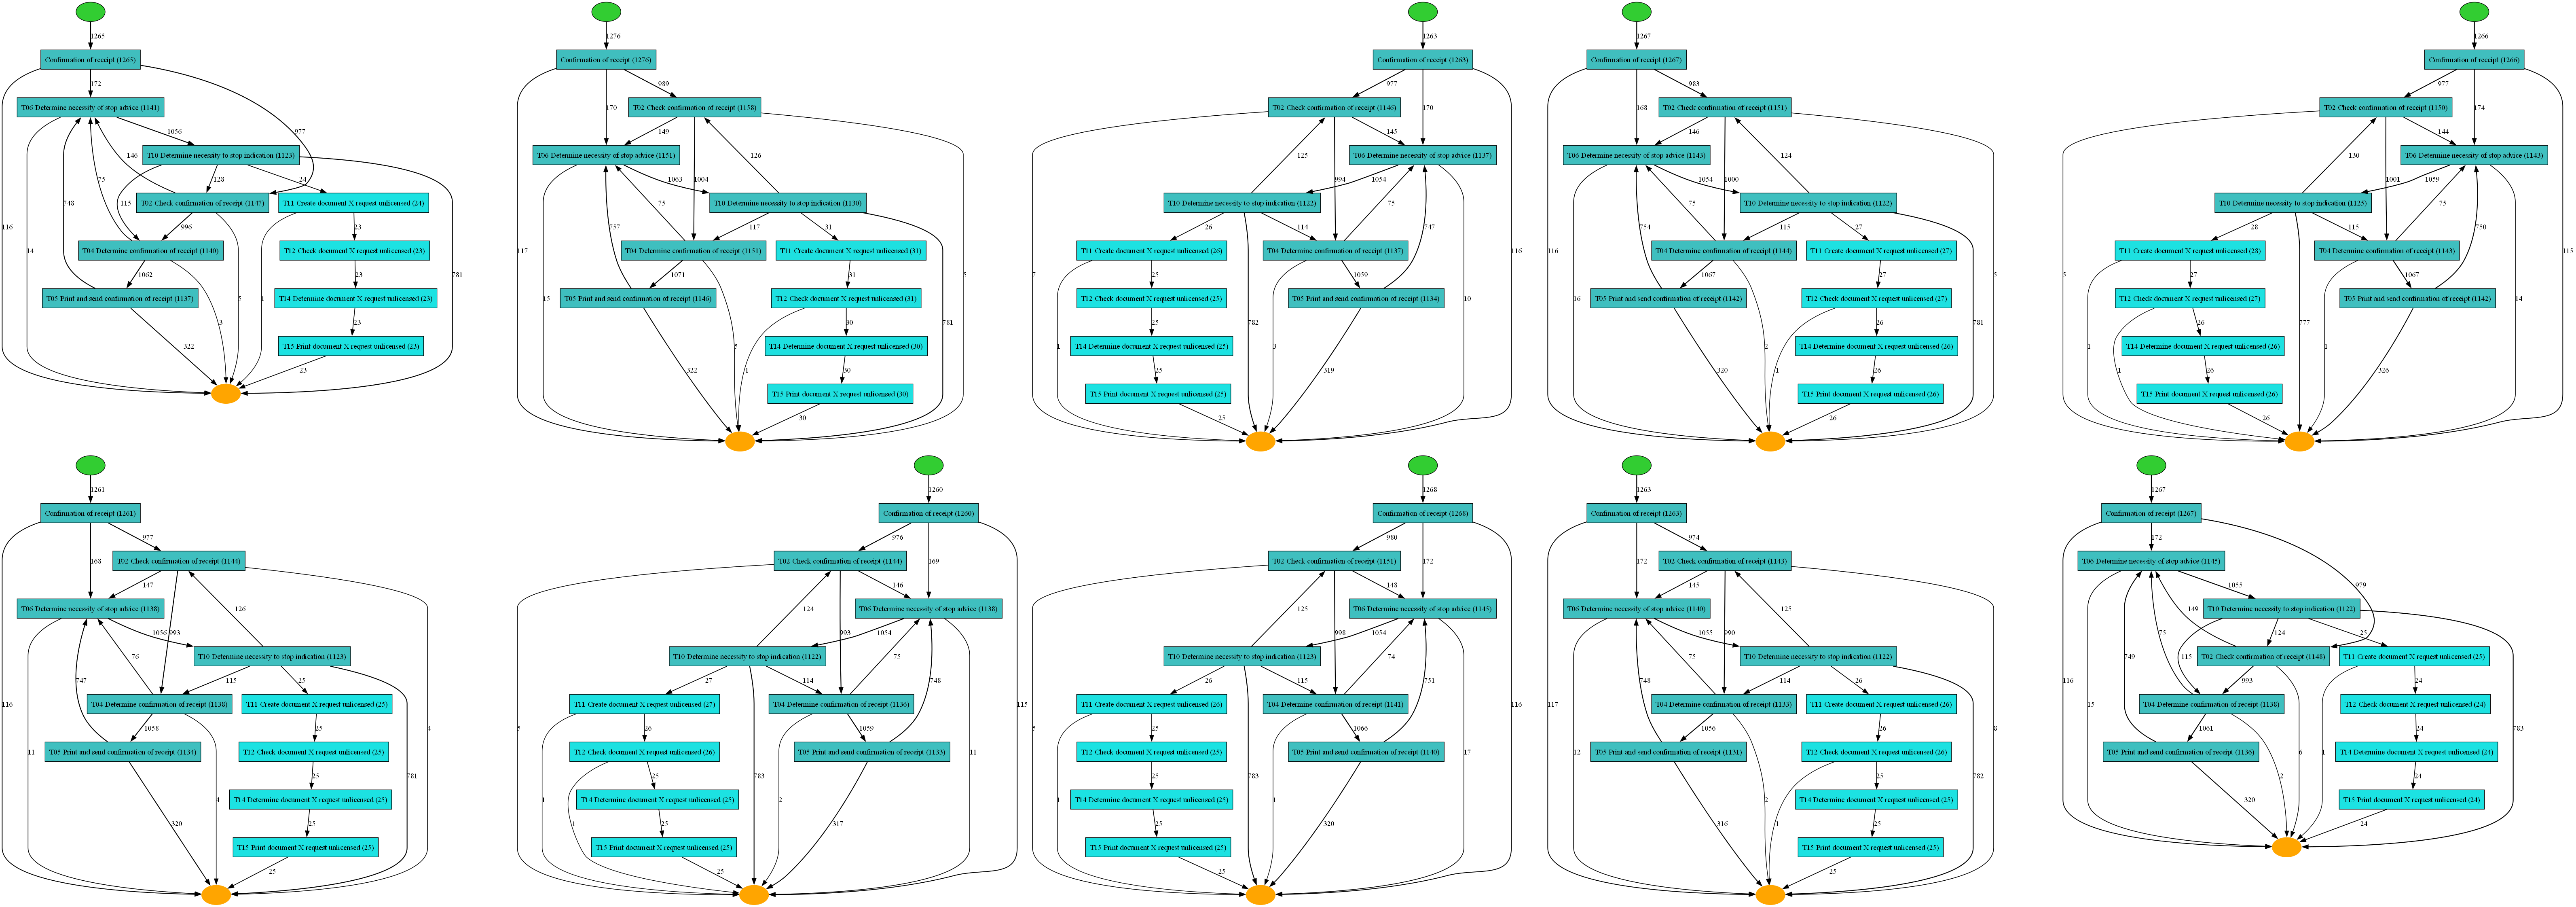 1265
Confirmation of receipt (1265)
172
T06 Determine necessity of stop advice (1141)
1056
977
146
T10 Determine necessity to stop indication (1123)
75
128
24
748
115
T02 Check confirmation of receipt (1147)
T11 Create document X request unlicensed (24)
116
996
23
14
T04 Determine confirmation of receipt (1140)
T12 Check document X request unlicensed (23)
1062
23
781
T05 Print and send confirmation of receipt (1137)
5
1
T14 Determine document X request unlicensed (23)
3
23
322
T15 Print document X request unlicensed (23)
23
1276
Confirmation of receipt (1276)
989
170
T02 Check confirmation of receipt (1158)
149
T06 Determine necessity of stop advice (1151)
126
1063
1004
75
T10 Determine necessity to stop indication (1130)
757
117
31
117
T04 Determine confirmation of receipt (1151)
T11 Create document X request unlicensed (31)
1071
31
5
15
T05 Print and send confirmation of receipt (1146)
T12 Check document X request unlicensed (31)
30
781
5
T14 Determine document X request unlicensed (30)
322
1
30
T15 Print document X request unlicensed (30)
30
1263
Confirmation of receipt (1263)
977
170
T02 Check confirmation of receipt (1146)
145
125
T06 Determine necessity of stop advice (1137)
994
1054
75
T10 Determine necessity to stop indication (1122)
747
26
114
116
T11 Create document X request unlicensed (26)
T04 Determine confirmation of receipt (1137)
7
25
1059
T12 Check document X request unlicensed (25)
T05 Print and send confirmation of receipt (1134)
10
25
782
T14 Determine document X request unlicensed (25)
1
3
25
319
T15 Print document X request unlicensed (25)
25
1267
Confirmation of receipt (1267)
983
168
T02 Check confirmation of receipt (1151)
146
124
T06 Determine necessity of stop advice (1143)
1000
1054
75
T10 Determine necessity to stop indication (1122)
754
115
27
116
T04 Determine confirmation of receipt (1144)
T11 Create document X request unlicensed (27)
1067
27
5
16
T05 Print and send confirmation of receipt (1142)
T12 Check document X request unlicensed (27)
26
781
2
T14 Determine document X request unlicensed (26)
320
1
26
T15 Print document X request unlicensed (26)
26
1266
Confirmation of receipt (1266)
977
174
T02 Check confirmation of receipt (1150)
144
130
T06 Determine necessity of stop advice (1143)
1001
1059
75
T10 Determine necessity to stop indication (1125)
750
28
115
115
T11 Create document X request unlicensed (28)
T04 Determine confirmation of receipt (1143)
5
27
1067
T12 Check document X request unlicensed (27)
T05 Print and send confirmation of receipt (1142)
14
26
777
1
T14 Determine document X request unlicensed (26)
1
1
26
326
T15 Print document X request unlicensed (26)
26
1261
Confirmation of receipt (1261)
977
168
T02 Check confirmation of receipt (1144)
147
126
T06 Determine necessity of stop advice (1138)
993
1056
76
T10 Determine necessity to stop indication (1123)
747
115
25
116
T04 Determine confirmation of receipt (1138)
T11 Create document X request unlicensed (25)
1058
25
4
11
T05 Print and send confirmation of receipt (1134)
T12 Check document X request unlicensed (25)
25
781
4
T14 Determine document X request unlicensed (25)
320
25
T15 Print document X request unlicensed (25)
25
1260
Confirmation of receipt (1260)
976
169
T02 Check confirmation of receipt (1144)
146
124
T06 Determine necessity of stop advice (1138)
993
1054
75
T10 Determine necessity to stop indication (1122)
748
27
114
115
T11 Create document X request unlicensed (27)
T04 Determine confirmation of receipt (1136)
5
26
1059
T12 Check document X request unlicensed (26)
T05 Print and send confirmation of receipt (1133)
11
25
783
1
T14 Determine document X request unlicensed (25)
2
1
25
317
T15 Print document X request unlicensed (25)
25
1268
Confirmation of receipt (1268)
980
172
T02 Check confirmation of receipt (1151)
148
125
T06 Determine necessity of stop advice (1145)
998
1054
74
T10 Determine necessity to stop indication (1123)
751
26
115
116
T11 Create document X request unlicensed (26)
T04 Determine confirmation of receipt (1141)
5
25
1066
T12 Check document X request unlicensed (25)
T05 Print and send confirmation of receipt (1140)
17
25
783
T14 Determine document X request unlicensed (25)
1
1
25
320
T15 Print document X request unlicensed (25)
25
1263
Confirmation of receipt (1263)
974
172
T02 Check confirmation of receipt (1143)
145
125
T06 Determine necessity of stop advice (1140)
990
1055
75
T10 Determine necessity to stop indication (1122)
748
114
26
117
T04 Determine confirmation of receipt (1133)
T11 Create document X request unlicensed (26)
1056
26
8
12
T05 Print and send confirmation of receipt (1131)
T12 Check document X request unlicensed (26)
25
782
2
T14 Determine document X request unlicensed (25)
316
1
25
T15 Print document X request unlicensed (25)
25
1267
Confirmation of receipt (1267)
172
T06 Determine necessity of stop advice (1145)
1055
979
149
T10 Determine necessity to stop indication (1122)
75
124
25
749
115
T02 Check confirmation of receipt (1148)
T11 Create document X request unlicensed (25)
116
993
24
15
T04 Determine confirmation of receipt (1138)
T12 Check document X request unlicensed (24)
1061
24
783
T05 Print and send confirmation of receipt (1136)
6
1
T14 Determine document X request unlicensed (24)
2
24
320
T15 Print document X request unlicensed (24)
24